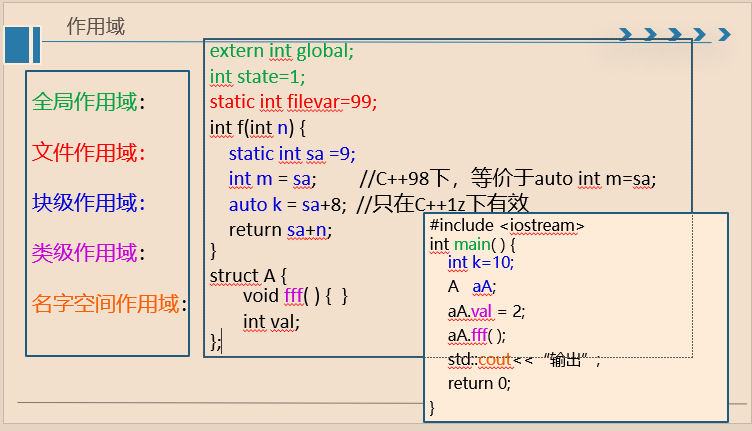 作用域
全局作用域：
文件作用域：
块级作用域：
类级作用域：
名字空间作用域：
extern int global;
int state=1;
static int filevar=99;
int f(int n) {
static int sa =9;
int m = sa; //C++98下，等价于auto int m=sa;
auto k = sa+8; //只在C++1z下有效
return sa+n;
}
struct A {
void fff( ) { }
int val;
};
#include <iostream>
int main( ) {
int k=10;
A aA;
aA.val = 2;
aA.fff( );
std::cout<<“输出”;
return 0;
}